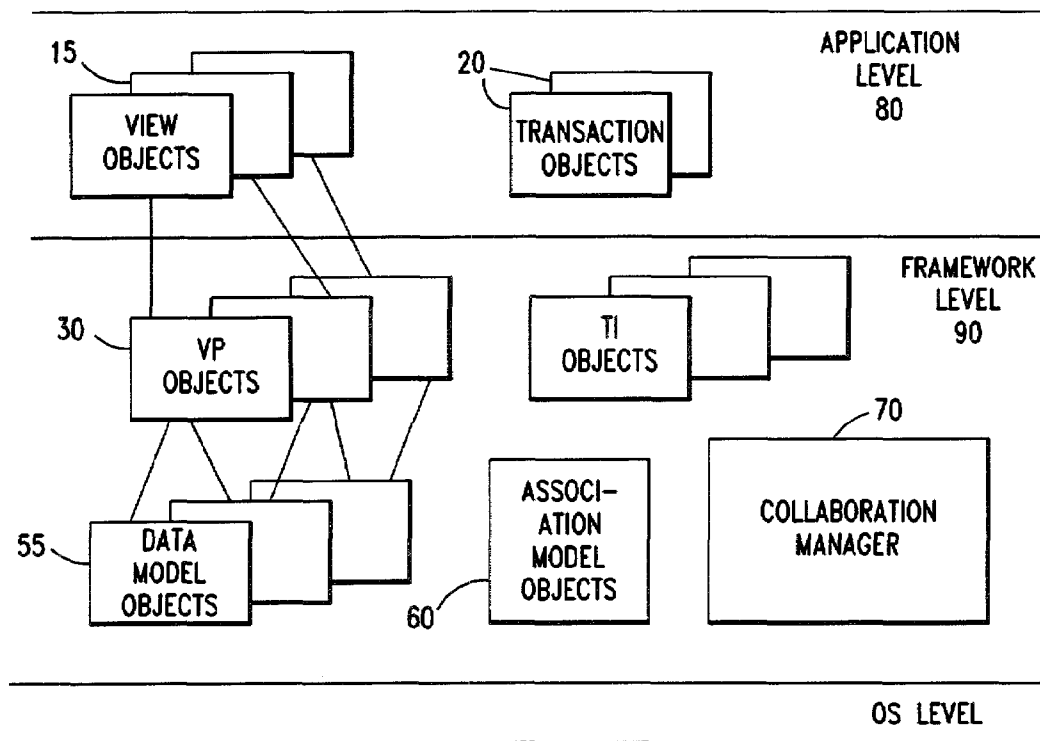 15
VIEW
OBJECTS
20
TRANSACTION
OBJECTS
APPLICATION
LEVEL
80
30
VP
OBJECTS
TI
OBJECTS
FRAMEWORK
LEVEL
90
55
DATA
MODEL
OBJECTS
60
ASSOCI-
ATION
MODEL
OBJECTS
70
COLLABORATION
MANAGER
OS LEVEL